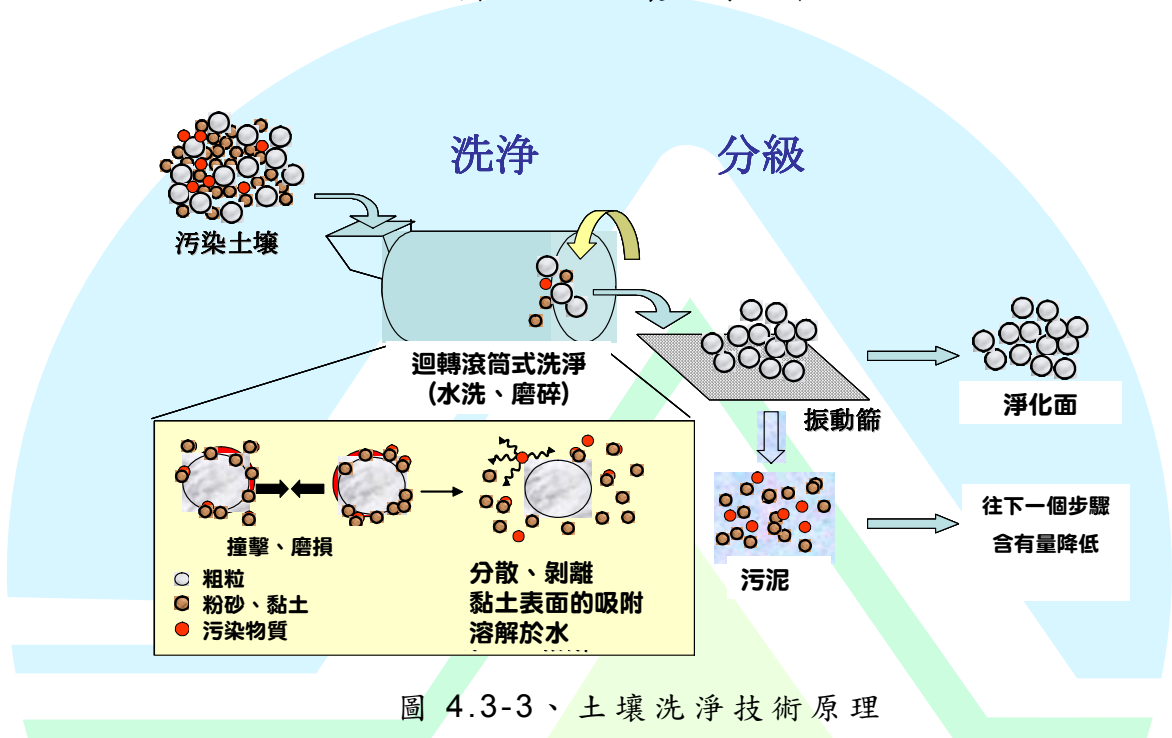 洗浄
分級
汚染土壤
迴轉滾筒式洗淨
(水洗、磨碎)
振動篩
淨化面
撞擊、磨損
粗粒
粉砂、黏土
污染物質
分散、剝離
黏土表面的吸附
溶解於水
污泥
往下一個步驟
含有量降低
圖 4.3-3、土壤洗淨技術原理